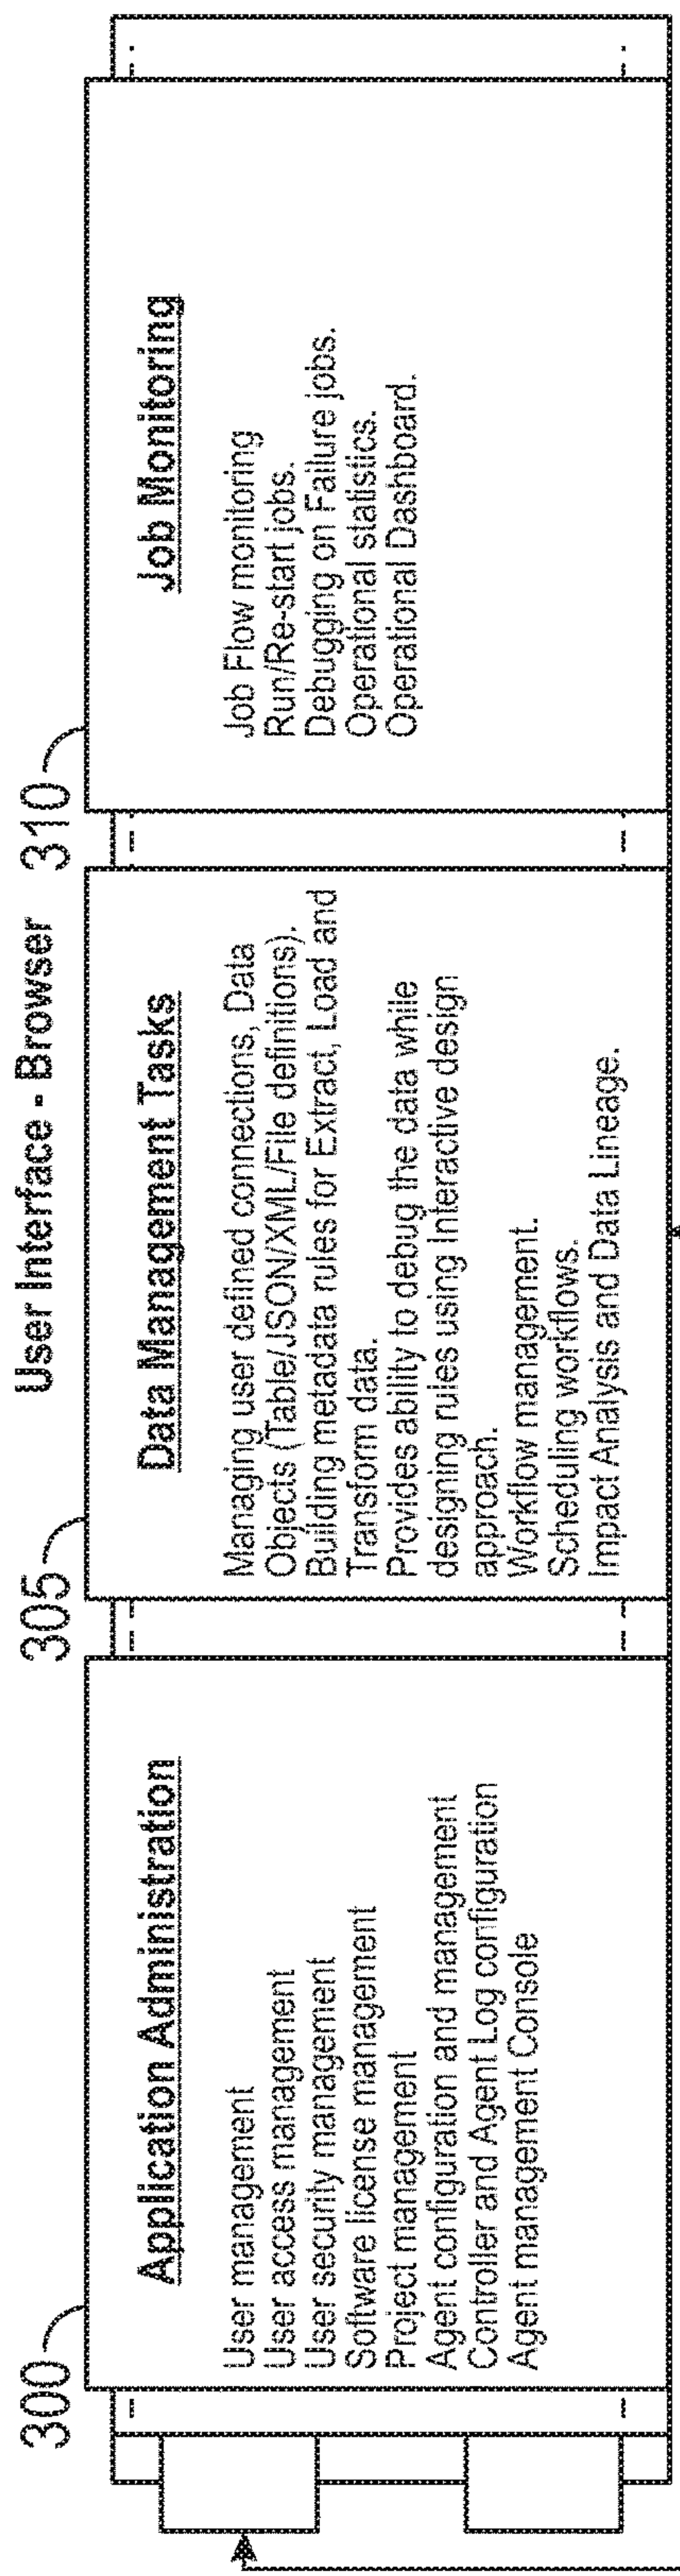 User Interface - Browser
300
Application Administration
User management
User access management
User security management
Software license management
Project management
Agent configuration and management
Controller and Agent Log configuration
Agent management Console
305
Data Management Tasks
Managing user defined connections, Data
Objects (Table/JSON/XML/File definitions).
Building metadata rules for Extract, Load and
Transform data.
Provides ability to debug the data while
designing rules using Interactive design
approach.
Workflow management.
Scheduling workflows.
Impact Analysis and Data Lineage.
310
Job Monitoring
Job Flow monitoring
Run/Re-start jobs.
Debugging on Failure jobs.
Operational statistics.
Operational Dashboard.